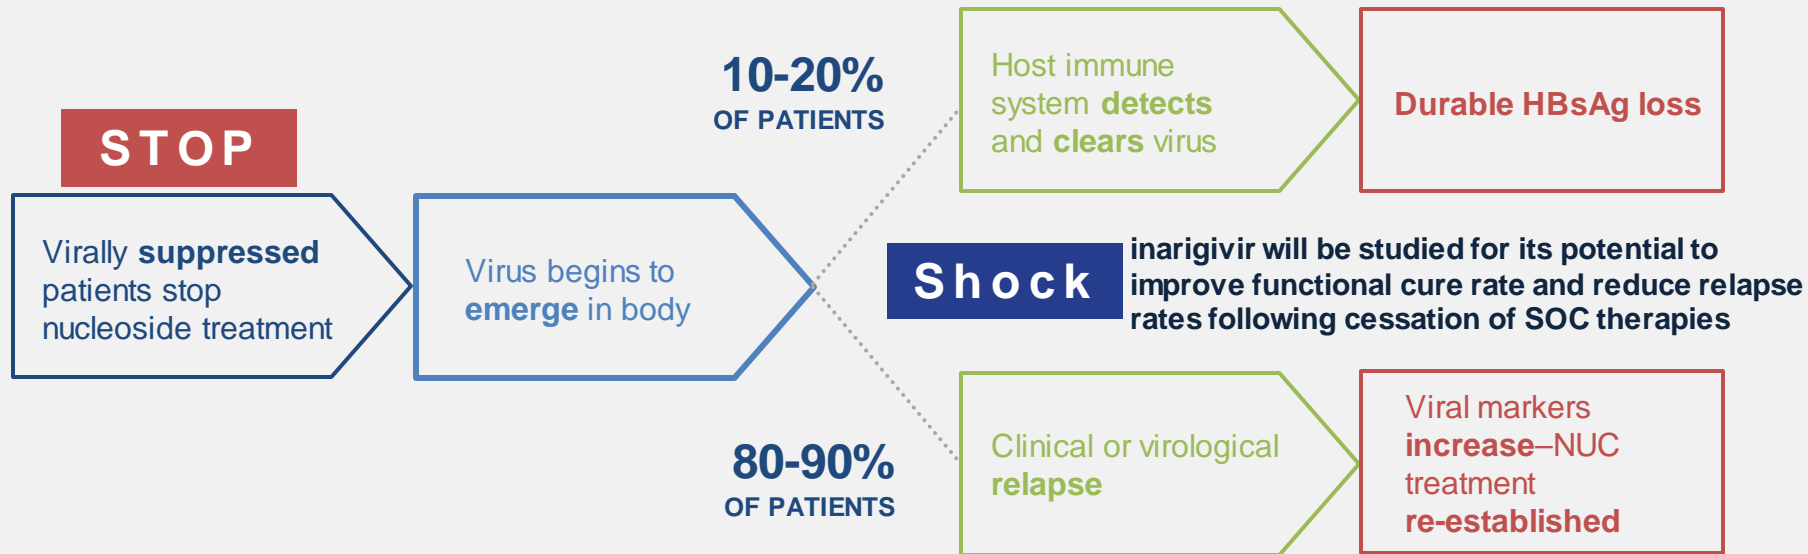 STOP
Virally suppressed
patients stop
nucleoside treatment
Virus begins to
emerge in body
10-20%
OF PATIENTS
Host immune
system detects
and clears virus
Durable HBsAg loss
Shock
inarigivir will be studied for its potential to
improve functional cure rate and reduce relapse
rates following cessation of SOC therapies
80-90%
OF PATIENTS
Clinical or virological
relapse
Viral markers
increase–NUC
treatment
re-established